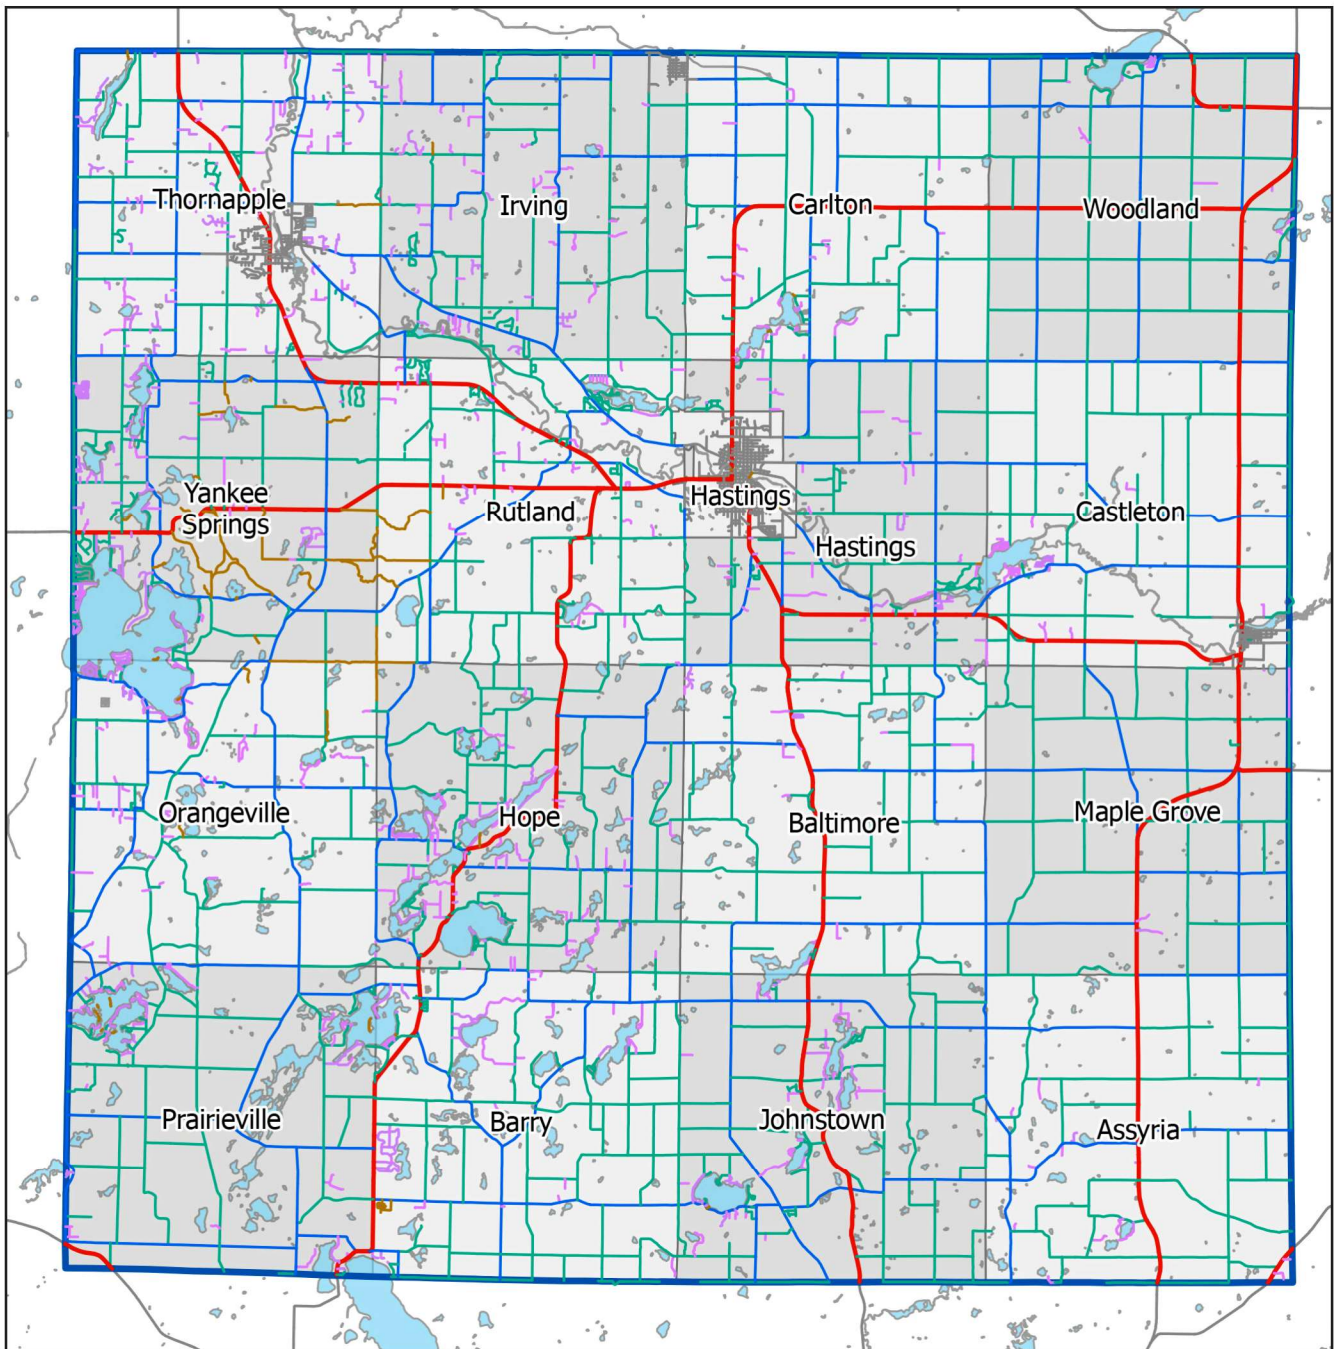 Thornapple
Irving
Carlton
Woodland
Yankee
Springs
Rutland
Hastings
Hastings
Castleton
Orangeville
Hope
Baltimore
Maple Grove
Prairieville
Barry
Johnstown
Assyria